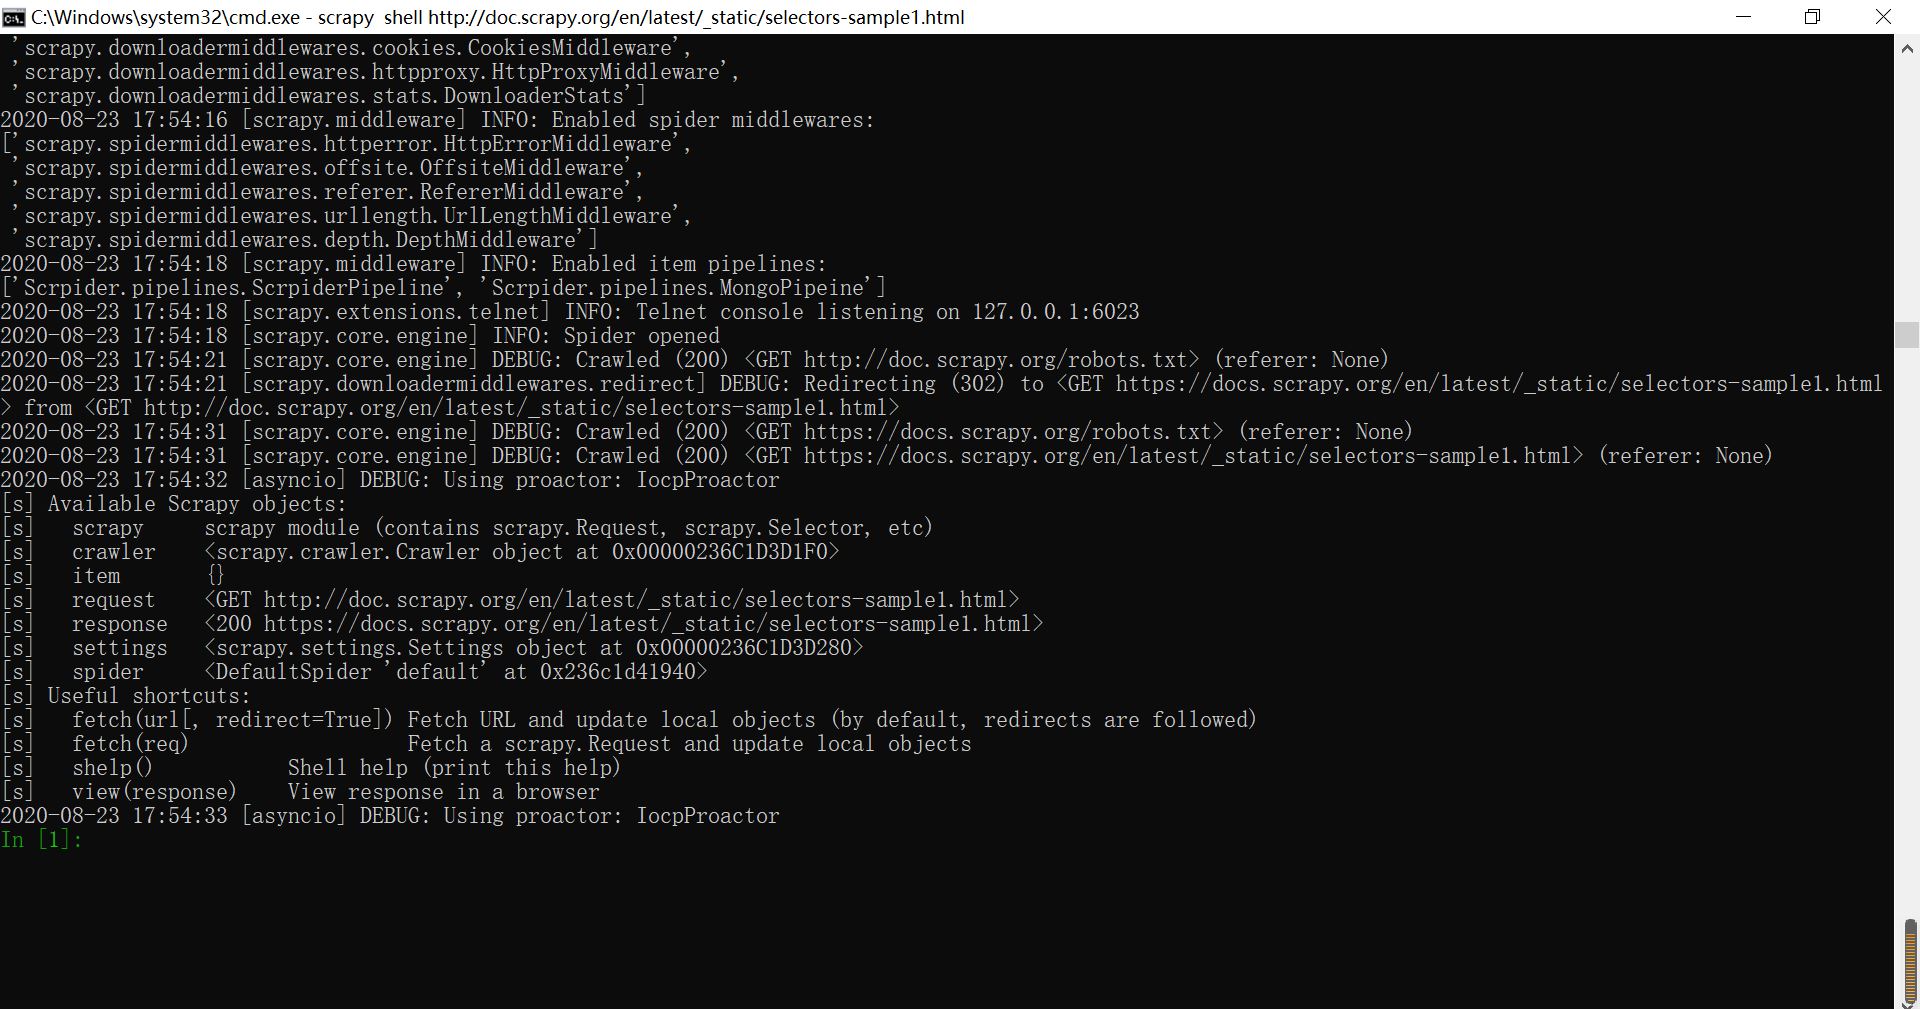 C:\Windows\system32\cmd.exe - scrapy  shell http://doc.scrapy.org/en/latest/_static/selectors-sample1.html
 'scrapy.downloadermiddlewares.cookies.CookiesMiddleware',
 'scrapy.downloadermiddlewares.httpproxy.HttpProxyMiddleware',
 'scrapy.downloadermiddlewares.stats.DownloaderStats']
2020-08-23 17:54:16 [scrapy.middleware] INFO: Enabled spider middlewares:
['scrapy.spidermiddlewares.httperror.HttpErrorMiddleware',
 'scrapy.spidermiddlewares.offsite.OffsiteMiddleware',
 'scrapy.spidermiddlewares.referer.RefererMiddleware',
 'scrapy.spidermiddlewares.urllength.UrlLengthMiddleware',
 'scrapy.spidermiddlewares.depth.DepthMiddleware']
2020-08-23 17:54:18 [scrapy.middleware] INFO: Enabled item pipelines:
['Scrpider.pipelines.ScrpiderPipeline', 'Scrpider.pipelines.MongoPipeine']
2020-08-23 17:54:18 [scrapy.extensions.telnet] INFO: Telnet console listening on 127.0.0.1:6023
2020-08-23 17:54:18 [scrapy.core.engine] INFO: Spider opened
2020-08-23 17:54:21 [scrapy.core.engine] DEBUG: Crawled (200) <GET http://doc.scrapy.org/robots.txt> (referer: None)
2020-08-23 17:54:21 [scrapy.downloadermiddlewares.redirect] DEBUG: Redirecting (302) to <GET https://docs.scrapy.org/en/latest/_static/selectors-sample1.html
> from <GET http://doc.scrapy.org/en/latest/_static/selectors-sample1.html>
2020-08-23 17:54:31 [scrapy.core.engine] DEBUG: Crawled (200) <GET https://docs.scrapy.org/robots.txt> (referer: None)
2020-08-23 17:54:31 [scrapy.core.engine] DEBUG: Crawled (200) <GET https://docs.scrapy.org/en/latest/_static/selectors-sample1.html> (referer: None)
2020-08-23 17:54:32 [asyncio] DEBUG: Using proactor: IocpProactor
[s] Available Scrapy objects:
[s]   scrapy     scrapy module (contains scrapy.Request, scrapy.Selector, etc)
[s]   crawler    <scrapy.crawler.Crawler object at 0x00000236C1D3D1F0>
[s]   item       {}
[s]   request    <GET http://doc.scrapy.org/en/latest/_static/selectors-sample1.html>
[s]   response   <200 https://docs.scrapy.org/en/latest/_static/selectors-sample1.html>
[s]   settings   <scrapy.settings.Settings object at 0x00000236C1D3D280>
[s]   spider     <DefaultSpider 'default' at 0x236c1d41940>
[s] Useful shortcuts:
[s]   fetch(url[, redirect=True]) Fetch URL and update local objects (by default, redirects are followed)
[s]   fetch(req)                  Fetch a scrapy.Request and update local objects
[s]   shelp()           Shell help (print this help)
[s]   view(response)    View response in a browser
2020-08-23 17:54:33 [asyncio] DEBUG: Using proactor: IocpProactor
In [1]: